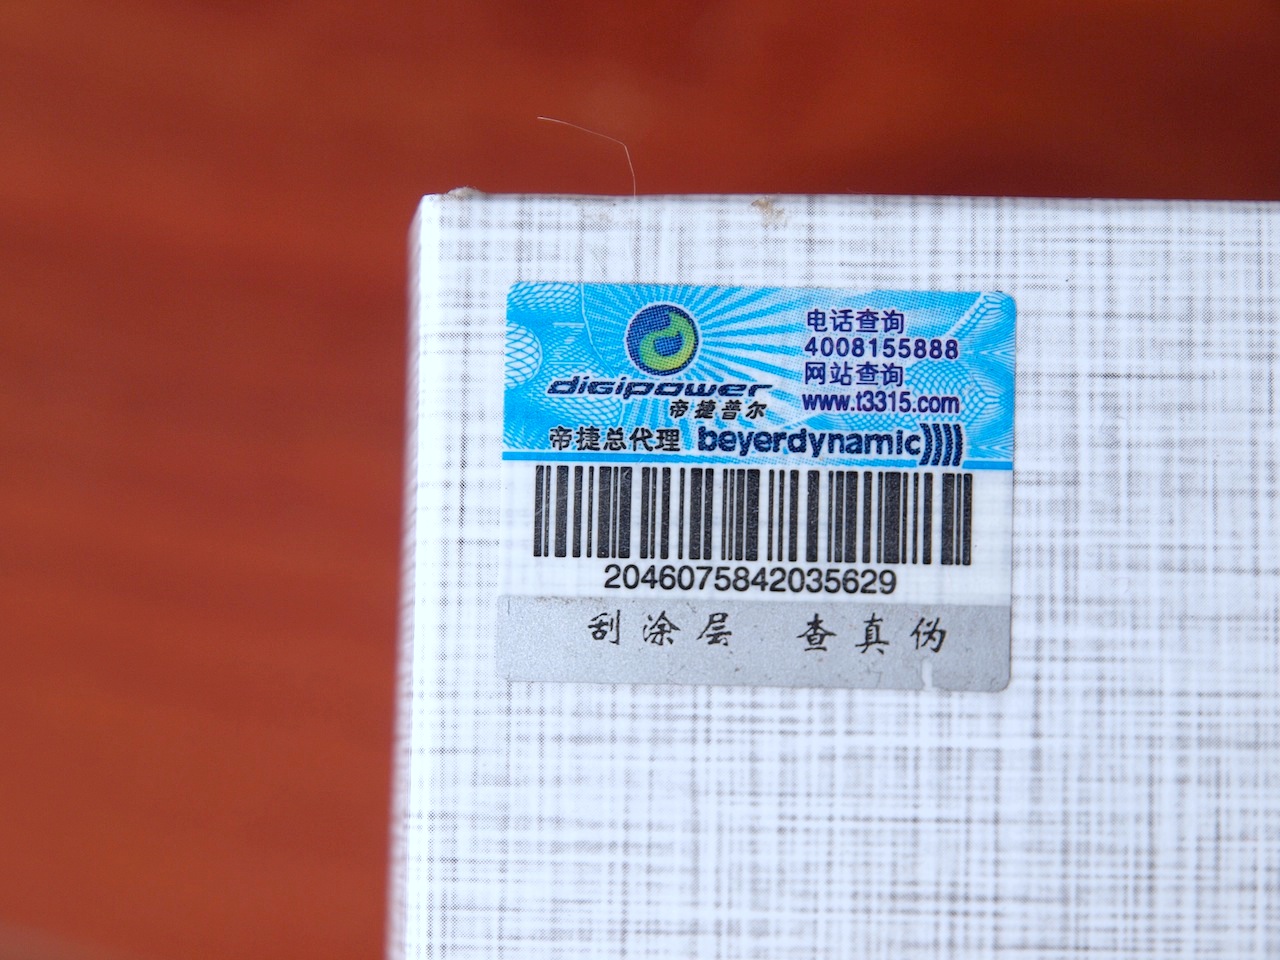 digipower
帝捷普尔
电话查询
4008155888
网站查询
www.t3315.com
帝捷总代理 beyerdynamic
2046075842035629
刮涂层 查真伪